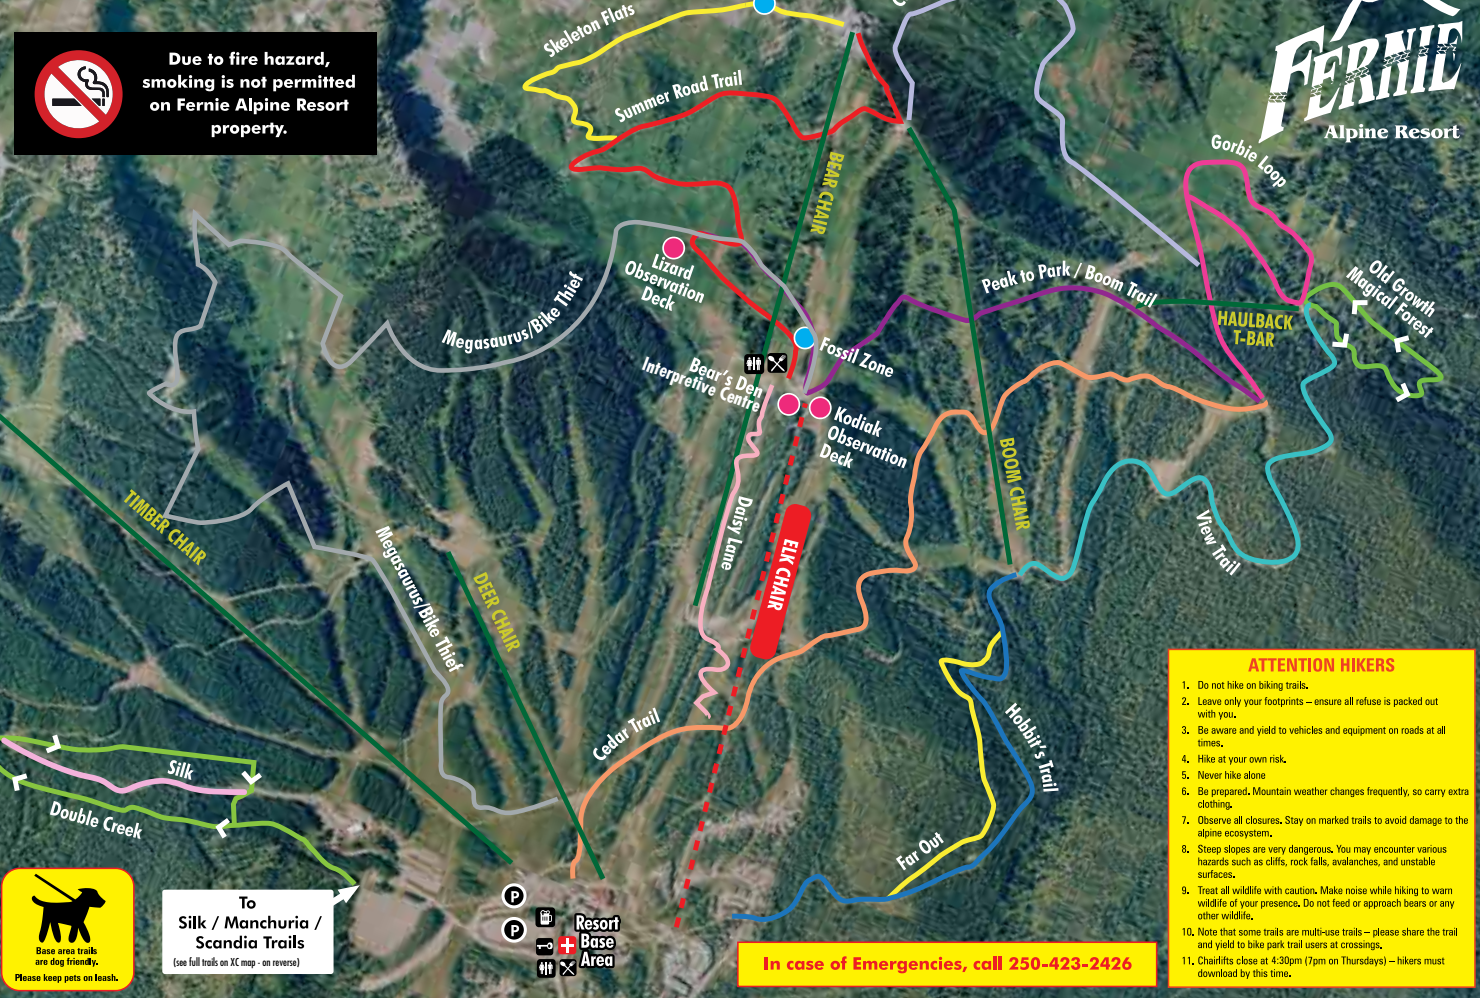 Due to fire hazard,
smoking is not permitted
on Fernie Alpine Resort
property.
Skeleton Flats
Summer Road Trail
FERNIE
Alpine Resort
Gorbie Loop
BEAR CHAIR
Lizard
Observation
Deck
Megasaurus/Bike Thief
Peak to Park / Boom Trail
Old Growth
Magical Forest
HAULBACK
T-BAR
Fossil Zone
Bear's Den
Interpretive Centre
Kodiak
Observation
Deck
BOOM CHAIR
TIMBER CHAIR
Daisy Lane
ELK CHAIR
View Trail
Megasaurus/Bike Thief
DEER CHAIR
Cedar Trail
Hobbit's Trail
Silk
Double Creek
Far Out
To
Silk / Manchuria /
Scandia Trails
(see full trails on XC map - on reverse)
P
P
Resort
Base
Area
Base area trails
are dog friendly.
Please keep pets on leash.
In case of Emergencies, call 250-423-2426
ATTENTION HIKERS
1. Do not hike on biking trails.
2. Leave only your footprints – ensure all refuse is packed out
with you.
3. Be aware and yield to vehicles and equipment on roads at all
times.
4. Hike at your own risk.
5. Never hike alone
6. Be prepared. Mountain weather changes frequently, so carry extra
clothing.
7. Observe all closures. Stay on marked trails to avoid damage to the
alpine ecosystem.
8. Steep slopes are very dangerous. You may encounter various
hazards such as cliffs, rock falls, avalanches, and unstable
surfaces.
9. Treat all wildlife with caution. Make noise while hiking to warn
wildlife of your presence. Do not feed or approach bears or any
other wildlife.
10. Note that some trails are multi-use trails – please share the trail
and yield to bike park trail users at crossings.
11. Chairlifts close at 4:30pm (7pm on Thursdays) – hikers must
download by this time.